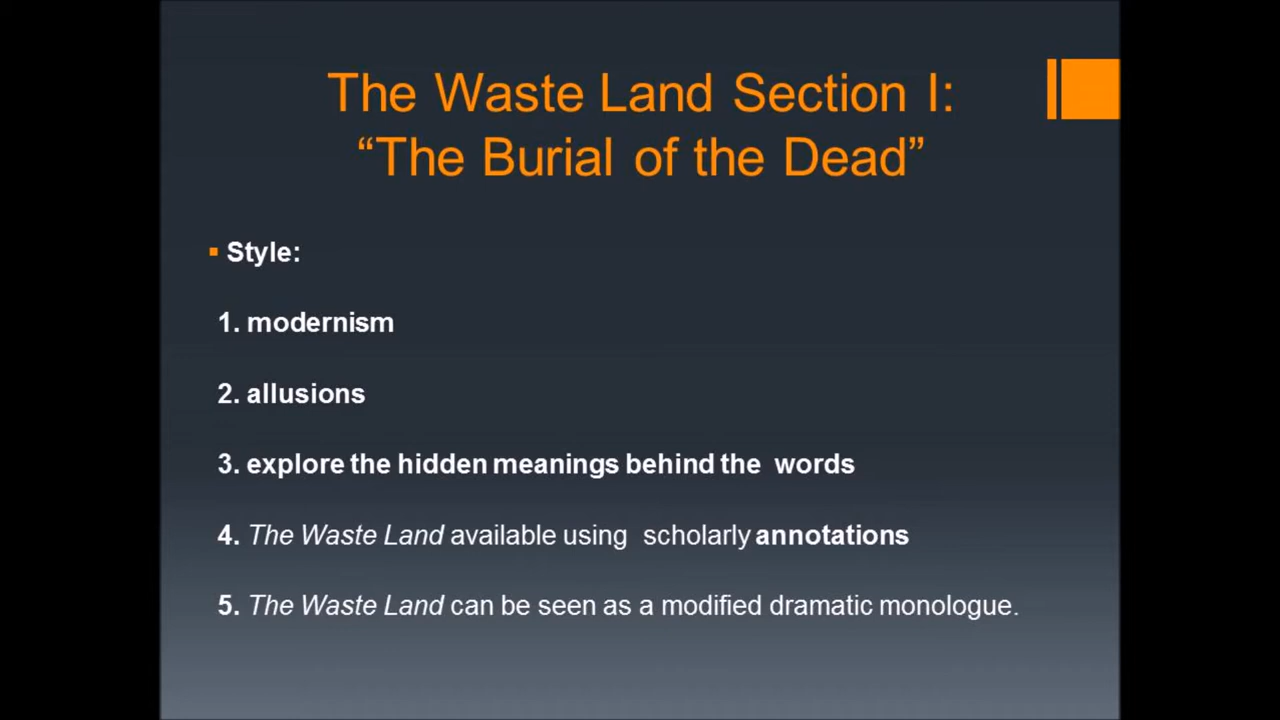 The Waste Land Section I:
“The Burial of the Dead”
Style:
1. modernism
2. allusions
3. explore the hidden meanings behind the words
4. The Waste Land available using scholarly annotations
5. The Waste Land can be seen as a modified dramatic monologue.